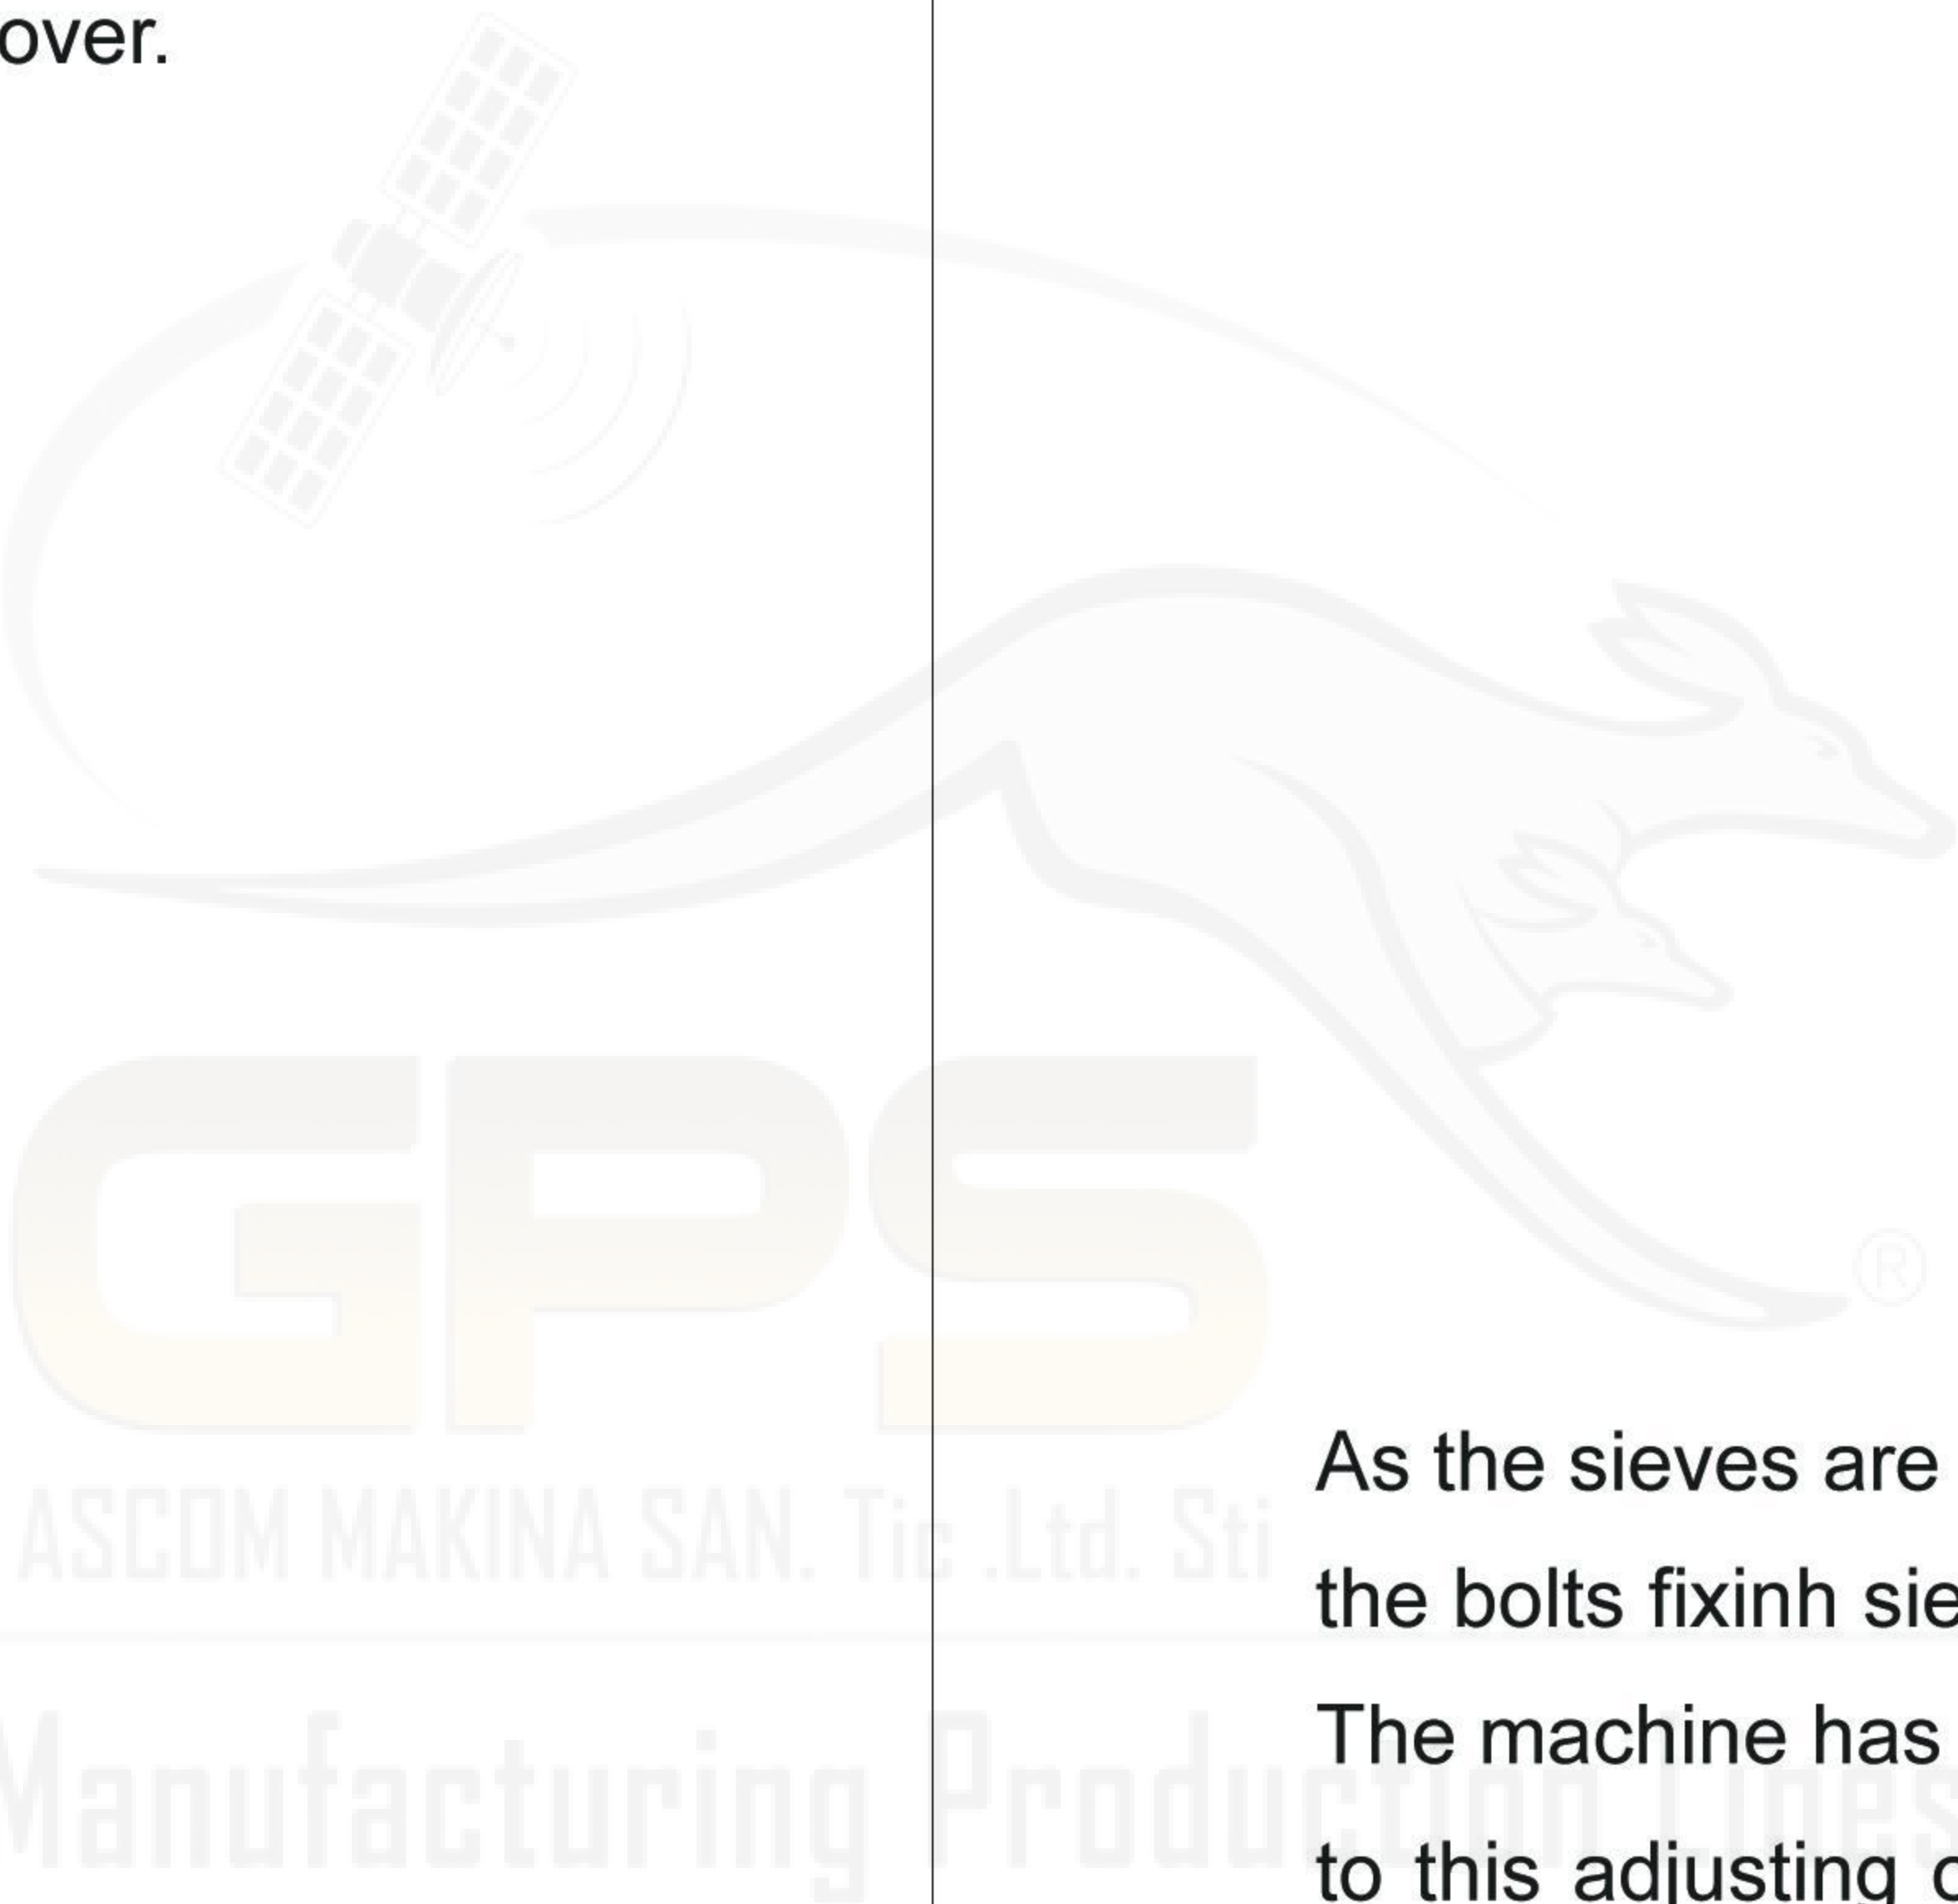 over.
GPS
®
ASCOM MAKINA SAN. Tic .Ltd. Sti
As the sieves are
the bolts fixinh
The machine has
Manufacturing Production Lines
to this adjusting